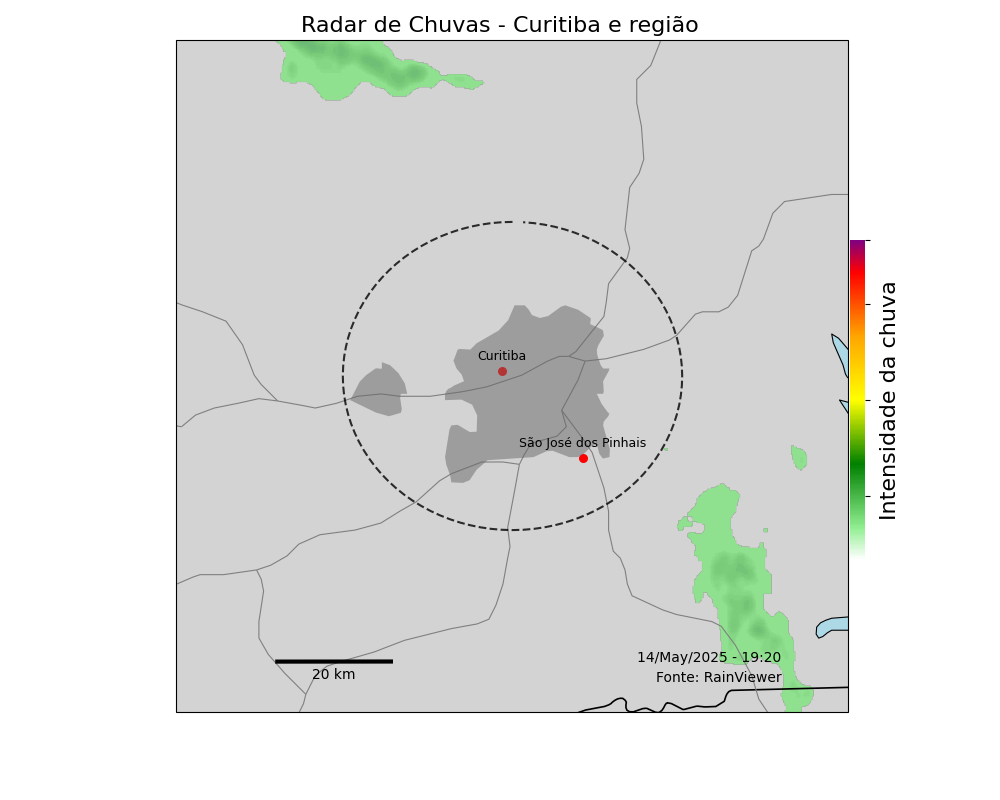 Radar de Chuvas - Curitiba e região
Curitiba
São José dos Pinhais
Intensidade da chuva
14/May/2025 - 19:20
20 km
Fonte: RainViewer